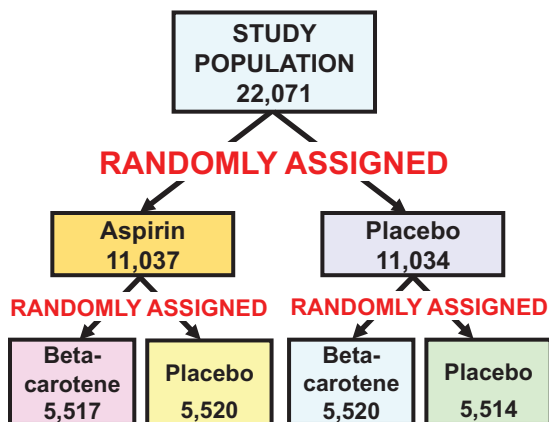 STUDY
POPULATION
22,071
RANDOMLY ASSIGNED
Aspirin
11,037
Placebo
11,034
RANDOMLY ASSIGNED
RANDOMLY ASSIGNED
Beta-
carotene
5,517
Placebo
5,520
Beta-
carotene
5,520
Placebo
5,514